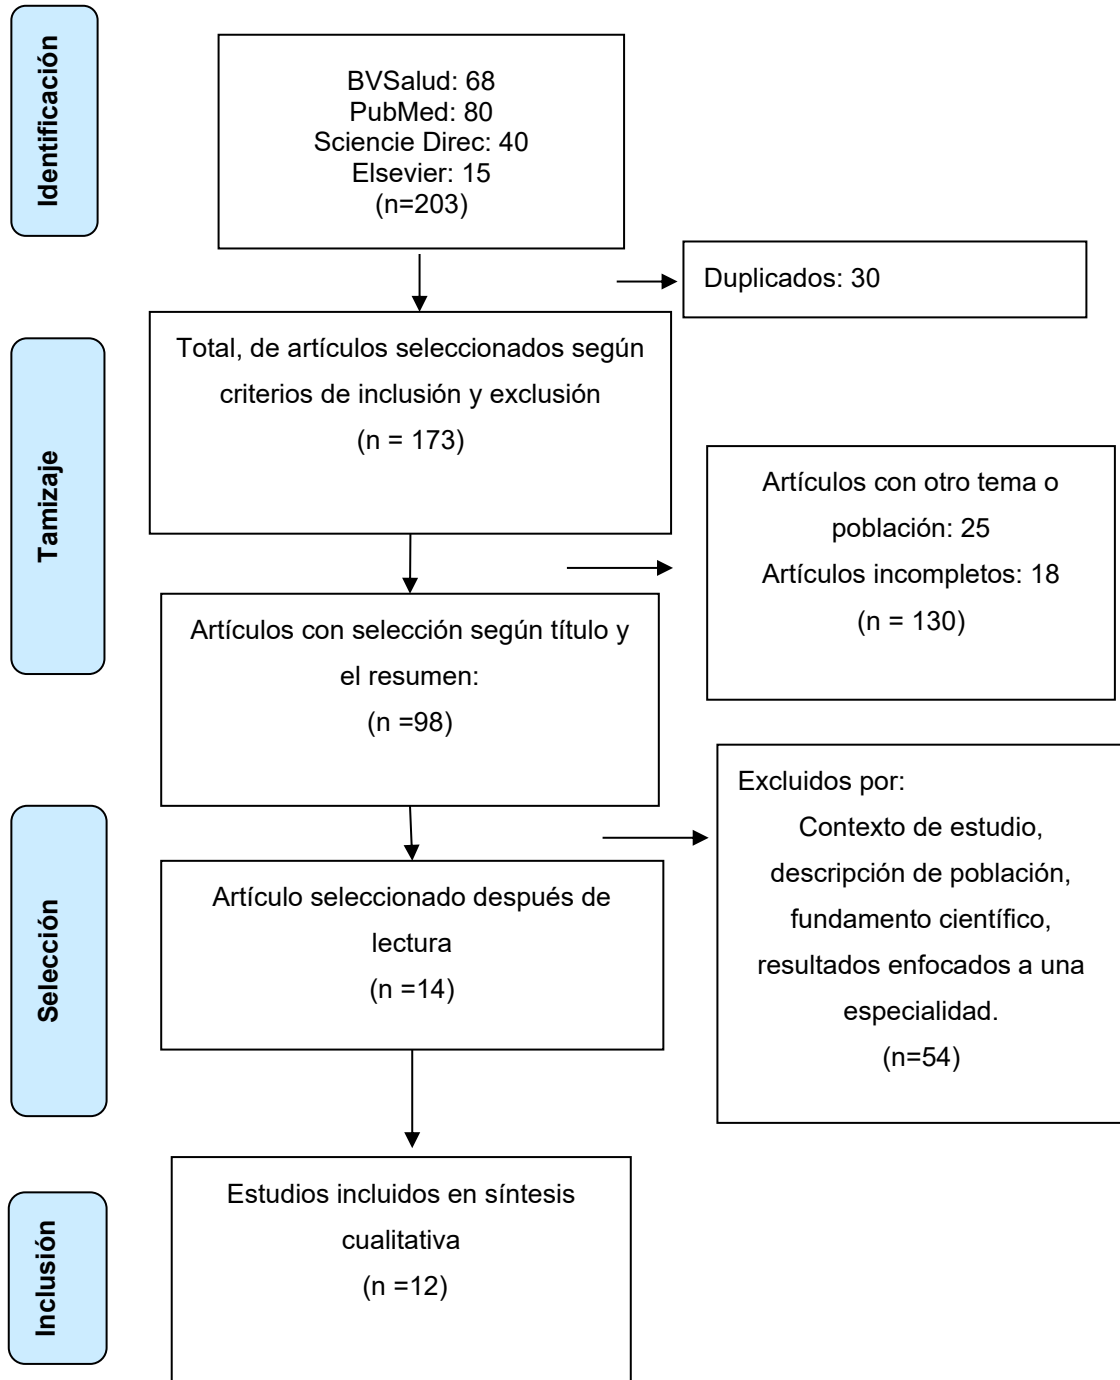 Identificación
BVSalud: 68
PubMed: 80
Sciencie Direc: 40
Elsevier: 15
(n=203)
Duplicados: 30
Tamizaje
Total, de artículos seleccionados según
criterios de inclusión y exclusión
(n = 173)
Artículos con otro tema o
población: 25
Artículos incompletos: 18
(n = 130)
Artículos con selección según título y
el resumen:
(n =98)
Excluidos por:
Contexto de estudio,
descripción de población,
fundamento científico,
resultados enfocados a una
especialidad.
(n=54)
Selección
Artículo seleccionado después de
lectura
(n =14)
Inclusión
Estudios incluidos en síntesis
cualitativa
(n =12)